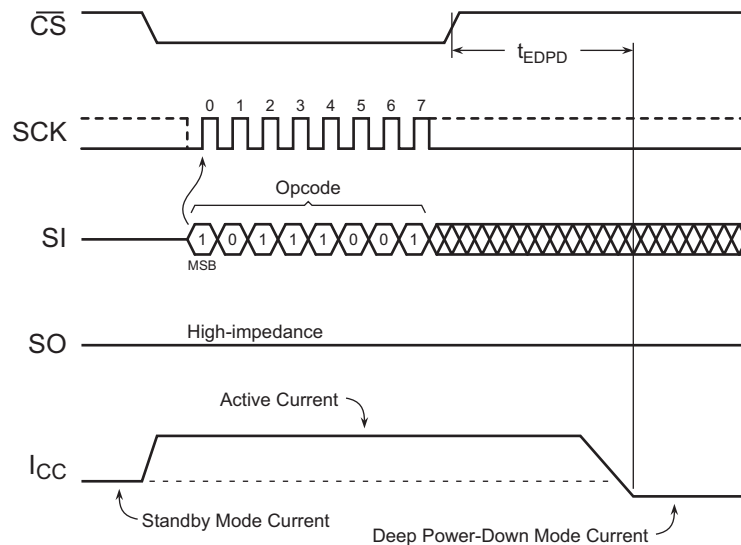 CS
tEDPD
0 1 2 3 4 5 6 7
SCK
Opcode
SI
1 0 1 1 1 0 0 1
MSB
High-impedance
SO
Active Current
ICC
Standby Mode Current
Deep Power-Down Mode Current